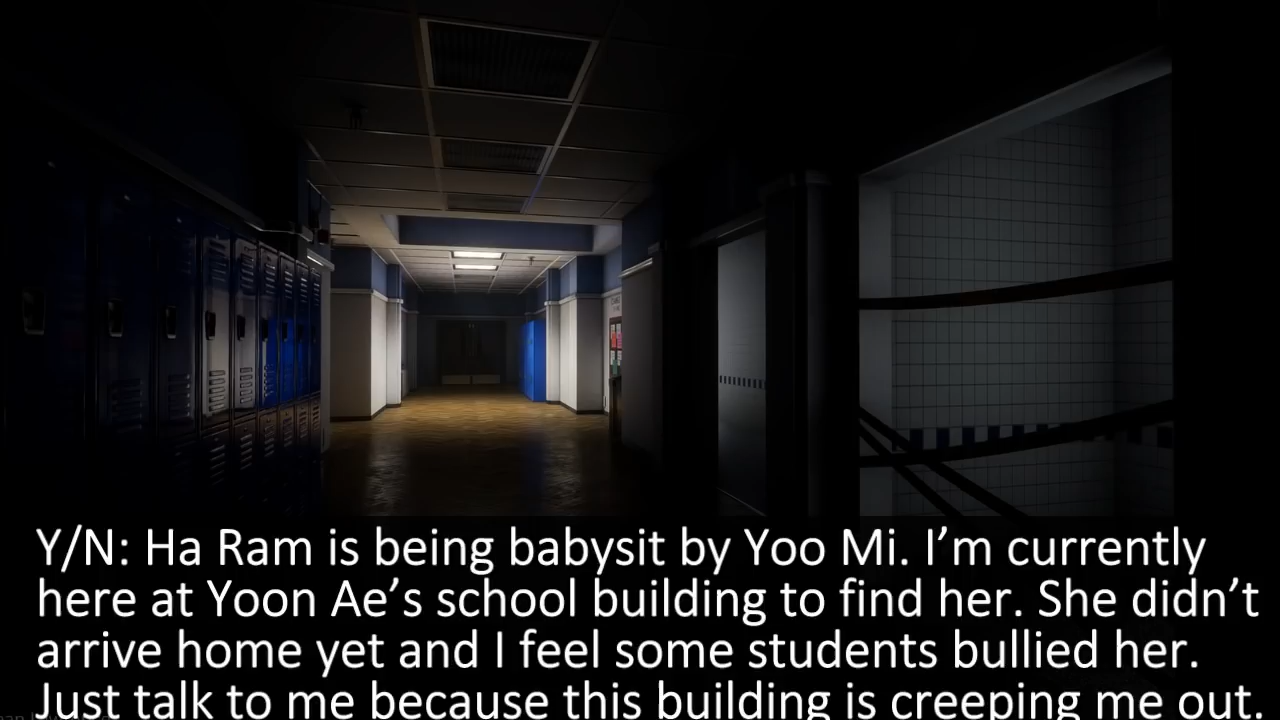 Y/N: Ha Ram is being babysit by Yoo Mi. I’m currently
here at Yoon Ae’s school building to find her. She didn’t
arrive home yet and I feel some students bullied her.
Just talk to me because this building is creeping me out.